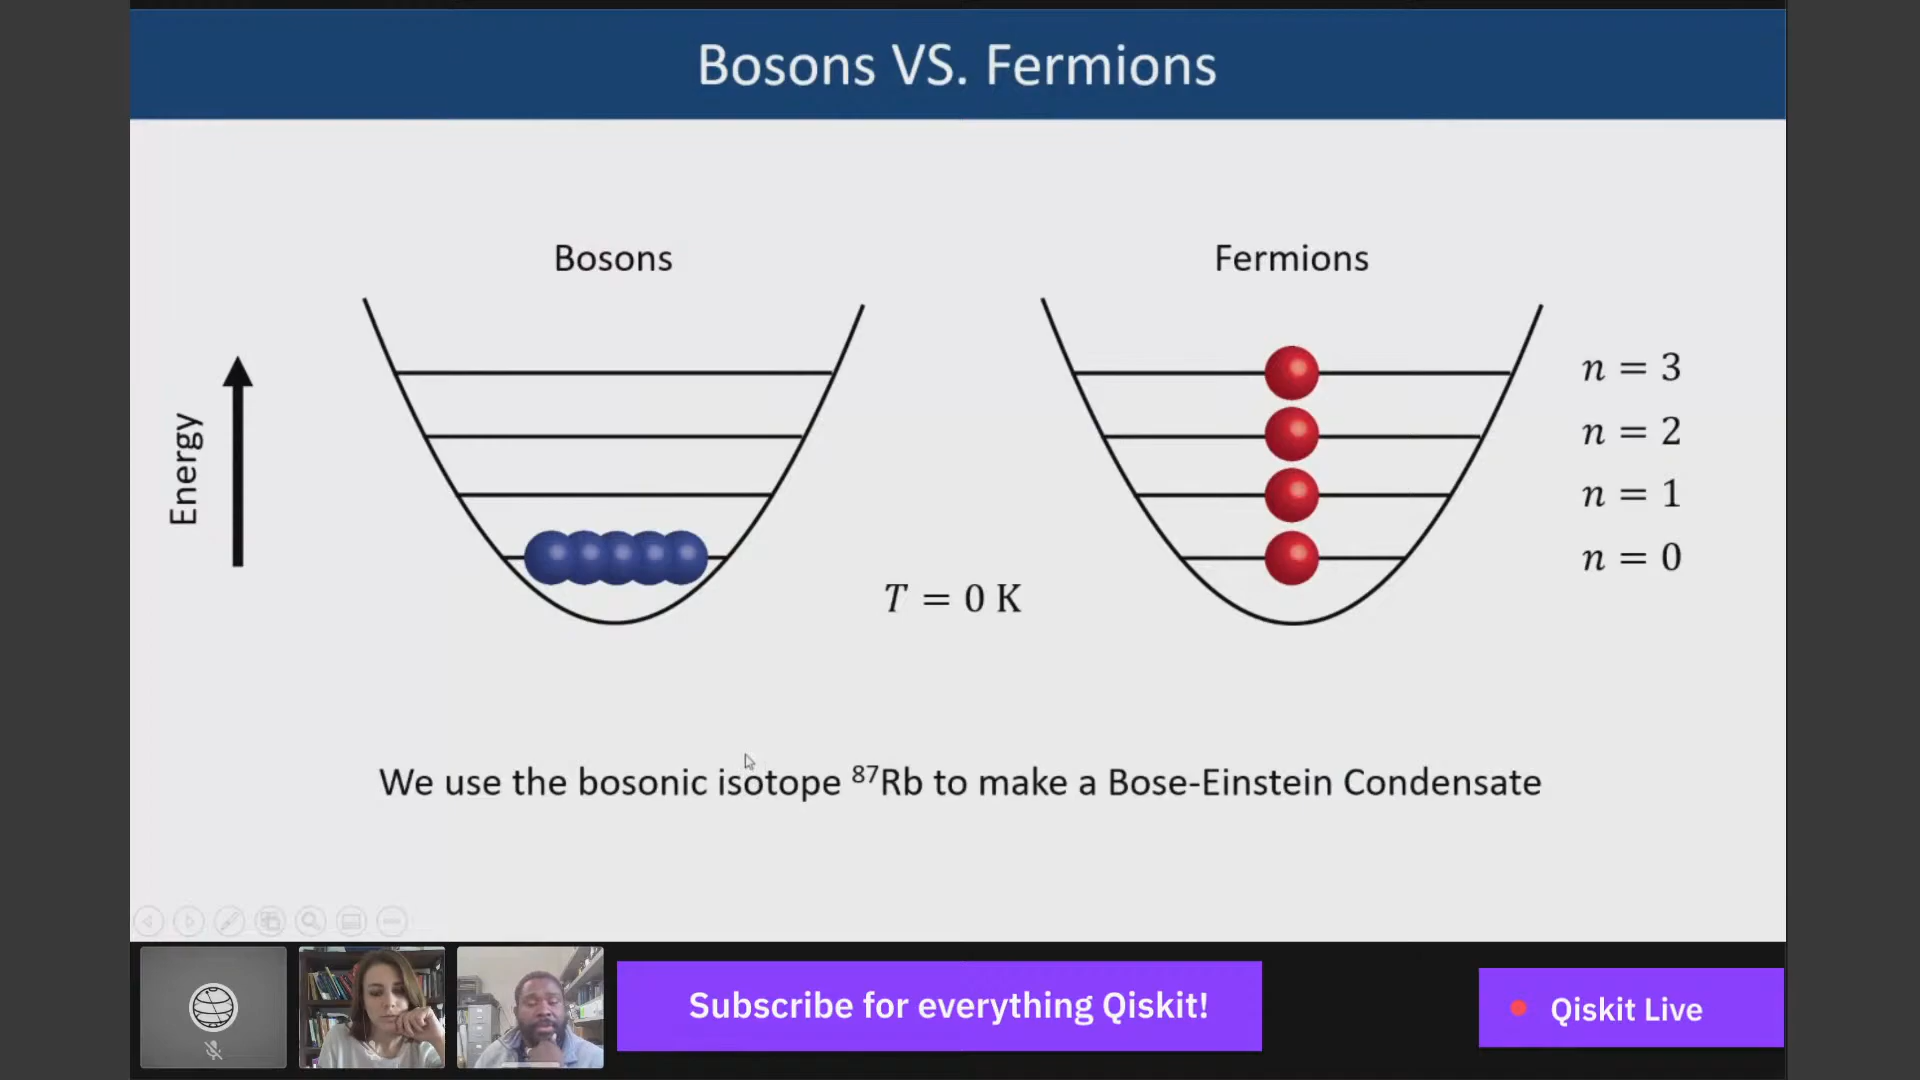 Bosons VS. Fermions
Bosons
Fermions
Energy
n = 3
n = 2
n = 1
n = 0
T = 0 K
We use the bosonic isotope ⁸⁷Rb to make a Bose-Einstein Condensate
Subscribe for everything Qiskit!
Qiskit Live